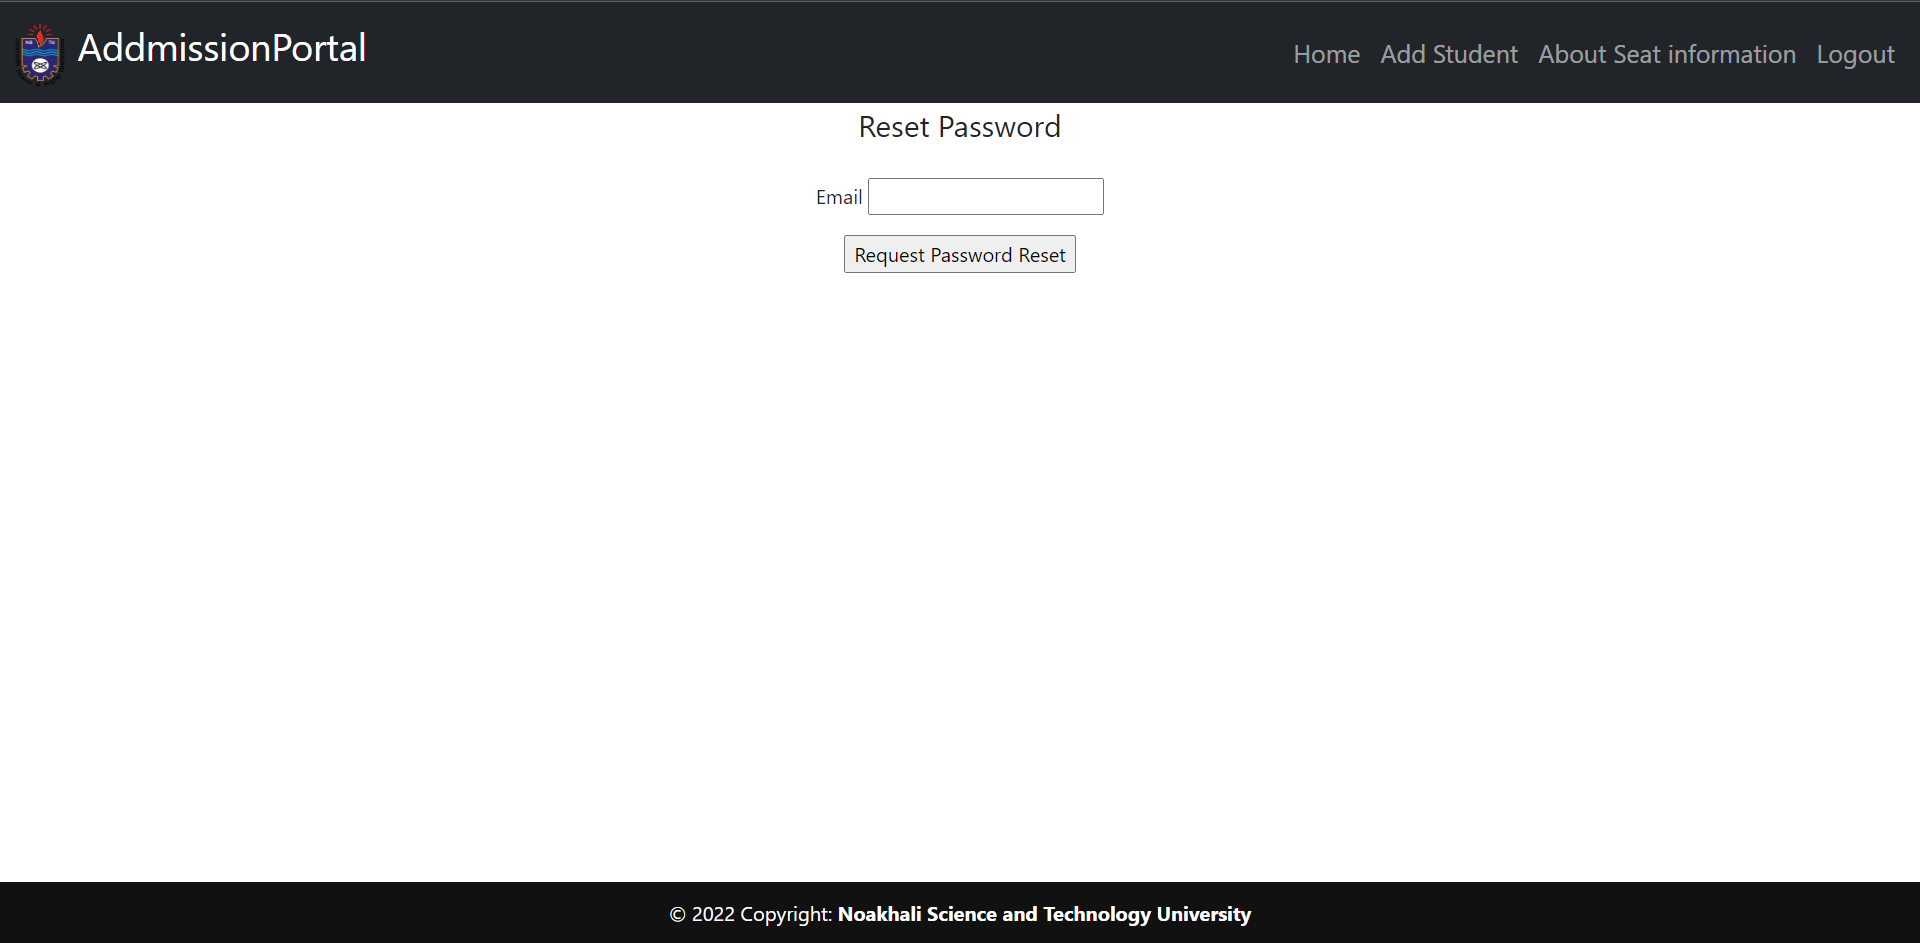 AddmissionPortal
Home Add Student About Seat information Logout
Reset Password
Email
Request Password Reset
© 2022 Copyright: Noakhali Science and Technology University